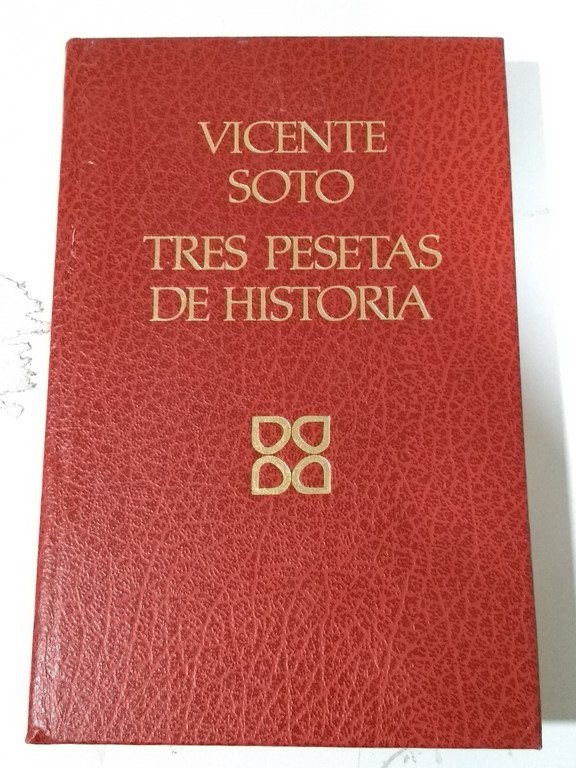 VICENTE
SOTO
TRES PESETAS
DE HISTORIA